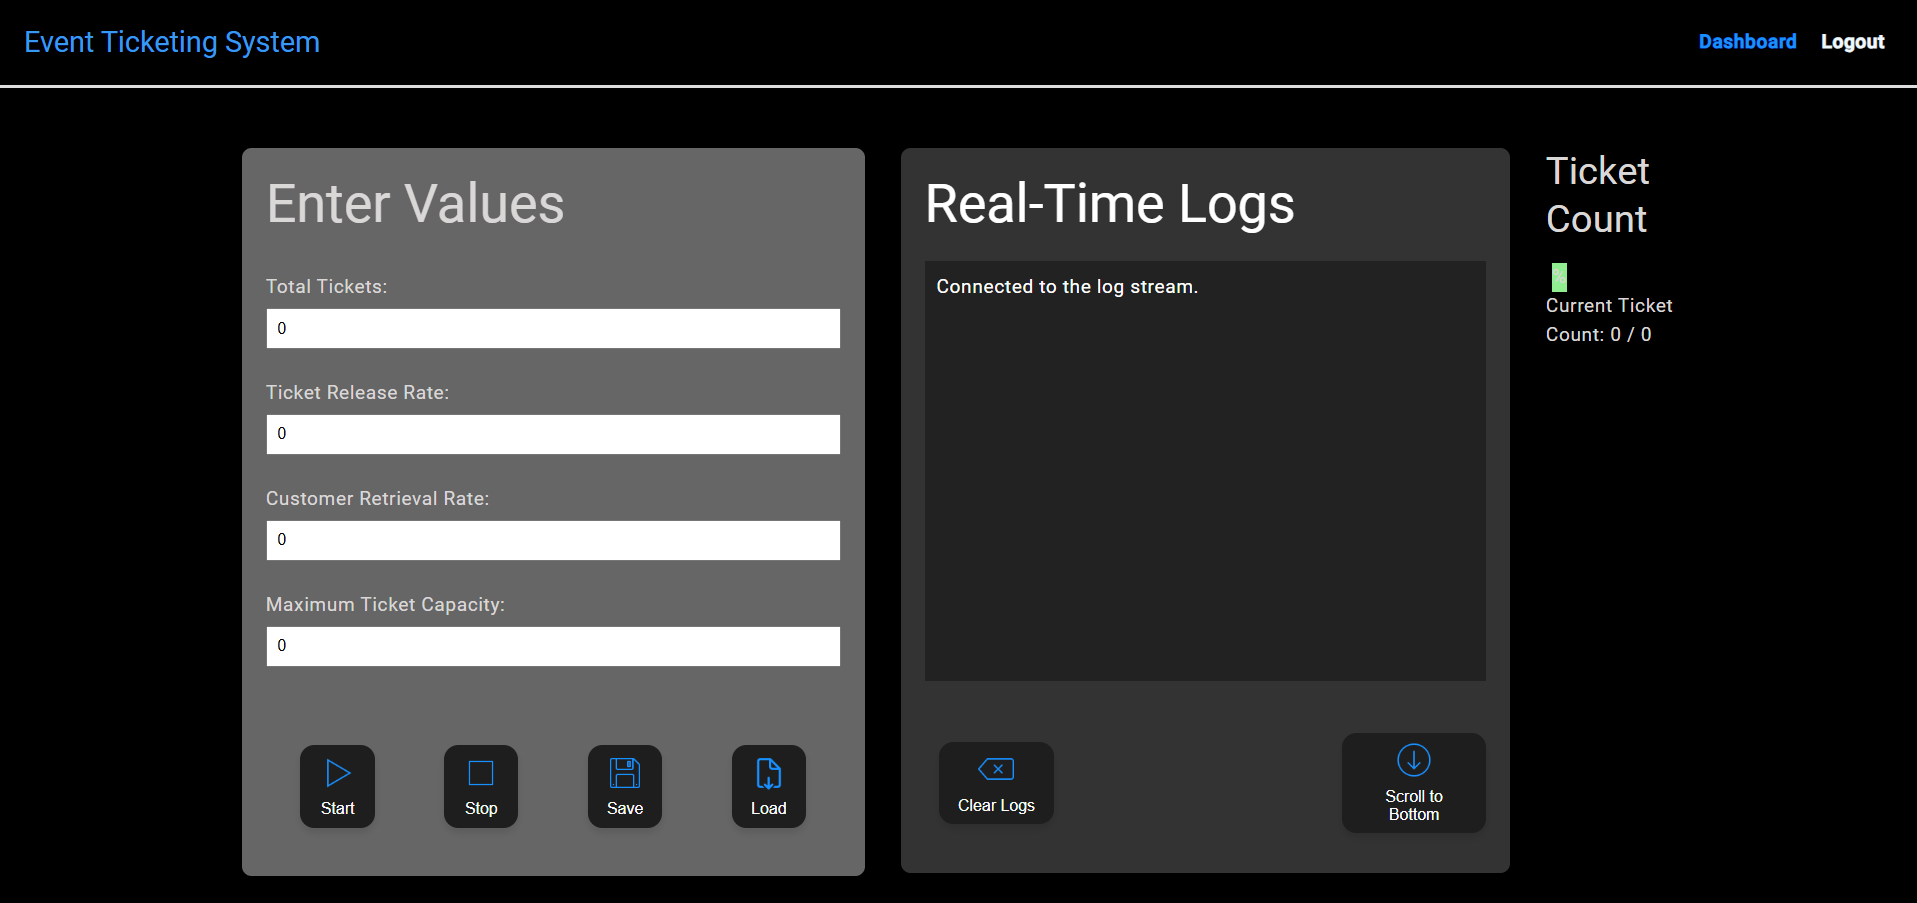 Event Ticketing System
Dashboard Logout
Enter Values
Total Tickets:
0
Ticket Release Rate:
0
Customer Retrieval Rate:
0
Maximum Ticket Capacity:
0
Start Stop Save Load
Real-Time Logs
Connected to the log stream.
Clear Logs
Scroll to
Bottom
Ticket
Count
%
Current Ticket
Count: 0 / 0